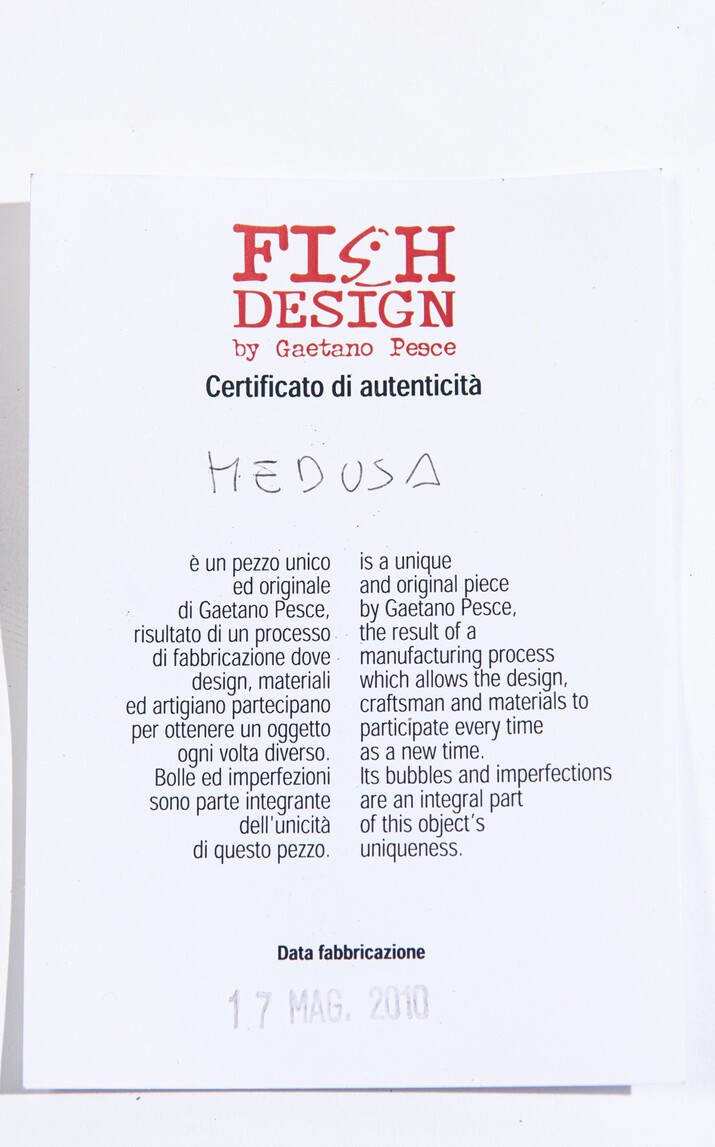 FISH
DESIGN
by Gaetano Pesce
Certificato di autenticità
MEDUSA
è un pezzo unico
ed originale
di Gaetano Pesce,
risultato di un processo
di fabbricazione dove
design, materiali
ed artigiano partecipano
per ottenere un oggetto
ogni volta diverso.
Bolle ed imperfezioni
sono parte integrante
dell'unicità
di questo pezzo.
is a unique
and original piece
by Gaetano Pesce,
the result of a
manufacturing process
which allows the design,
craftsman and materials to
participate every time
as a new time.
Its bubbles and imperfections
are an integral part
of this object's
uniqueness.
Data fabbricazione
17 MAG. 2010